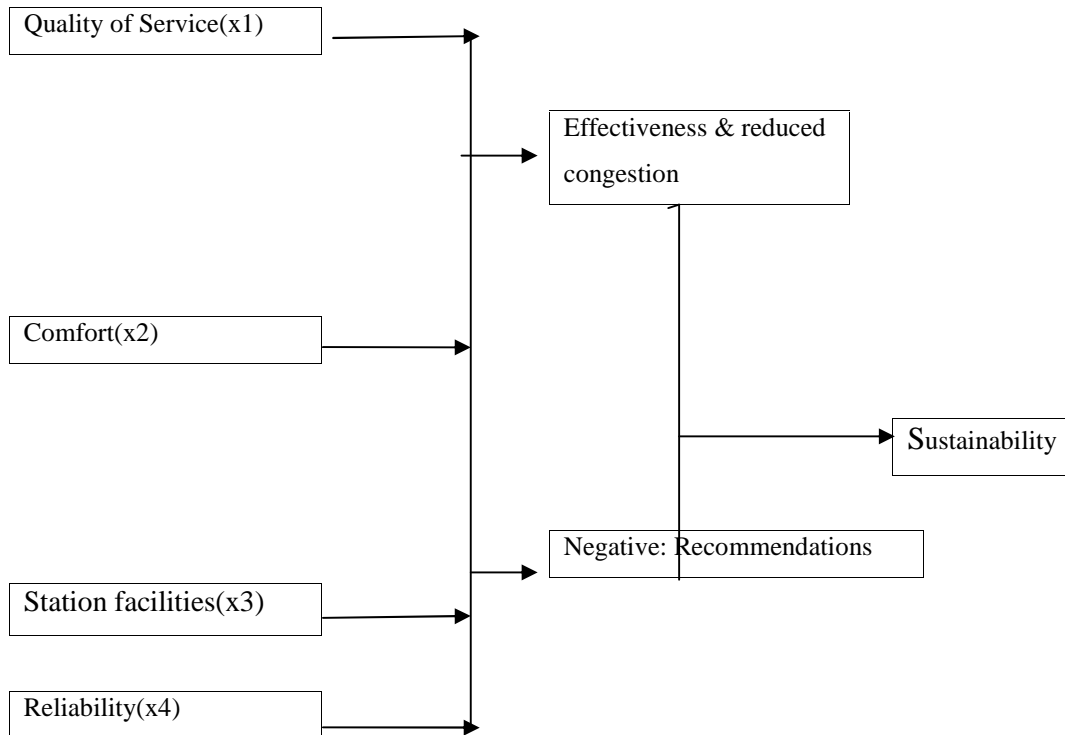 Quality of Service(x1)
Effectiveness & reduced
congestion
Comfort(x2)
Sustainability
Negative: Recommendations
Station facilities(x3)
Reliability(x4)